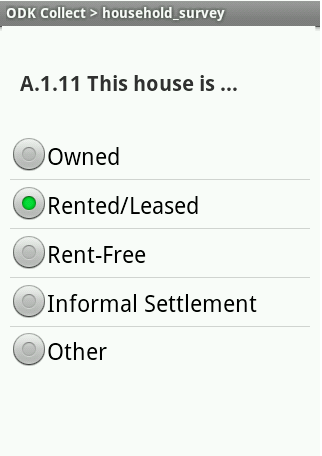 ODK Collect > household_survey
A.1.11 This house is ...
Owned
Rented/Leased
Rent-Free
Informal Settlement
Other